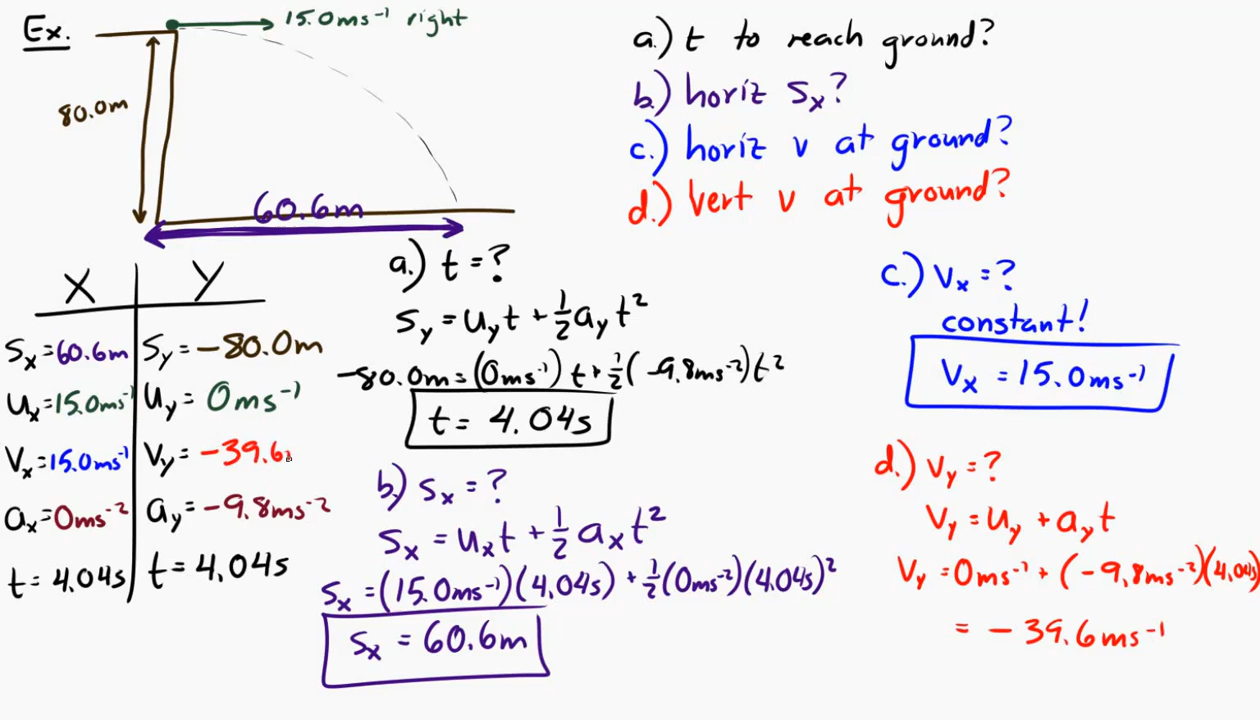 Ex.
15.0ms⁻¹ right
80.0m
60.6m
a.) t to reach ground?
b.) horiz sₓ?
c.) horiz v at ground?
d.) vert v at ground?
X Y
Sₓ=60.6m Sy= -80.0m
Uₓ=15.0ms⁻¹ Uy= 0ms⁻¹
Vₓ=15.0ms⁻¹ Vy= -39.6
aₓ=0ms⁻² ay= -9.8ms⁻²
t=4.04s t=4.04s
a.) t=?
Sy = Uyt + ½ayt²
-80.0m=(0ms⁻¹)t+½(-9.8ms⁻²)t²
t= 4.04s
b.) Sₓ=?
Sₓ = Uₓt + ½aₓt²
Sₓ=(15.0ms⁻¹)(4.04s)+½(0ms⁻²)(4.04s)²
Sₓ = 60.6m
c.) Vₓ=?
constant!
Vₓ =15.0ms⁻¹
d.) Vy=?
Vy = Uy + ayt
Vy =0ms⁻¹+(-9.8ms⁻²)(4.04s)
= -39.6ms⁻¹